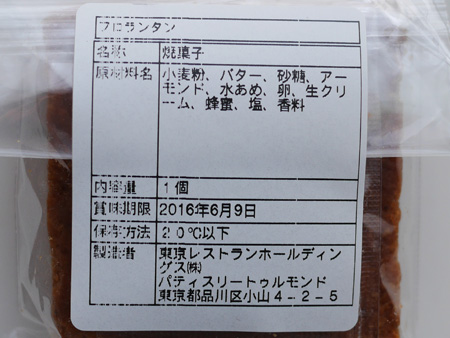 フロランタン
名称 焼菓子
原材料名 小麦粉、バター、砂糖、アー
モンド、水あめ、卵、生クリ
ーム、蜂蜜、塩、香料
内容量 1個
賞味期限 2016年6月9日
保存方法 20℃以下
製造者 東京レストランホールディン
グス㈱
パティスリートゥルモンド
東京都品川区小山4-2-5